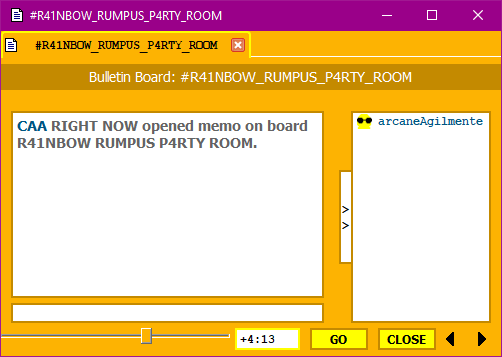 #R41NBOW_RUMPUS_P4RTY_ROOM
#R41NBOW_RUMPUS_P4RTY_ROOM
Bulletin Board: #R41NBOW_RUMPUS_P4RTY_ROOM
CAA RIGHT NOW opened memo on board
R41NBOW RUMPUS P4RTY ROOM.
arcaneAgilmente
>
>
+4:13 GO CLOSE